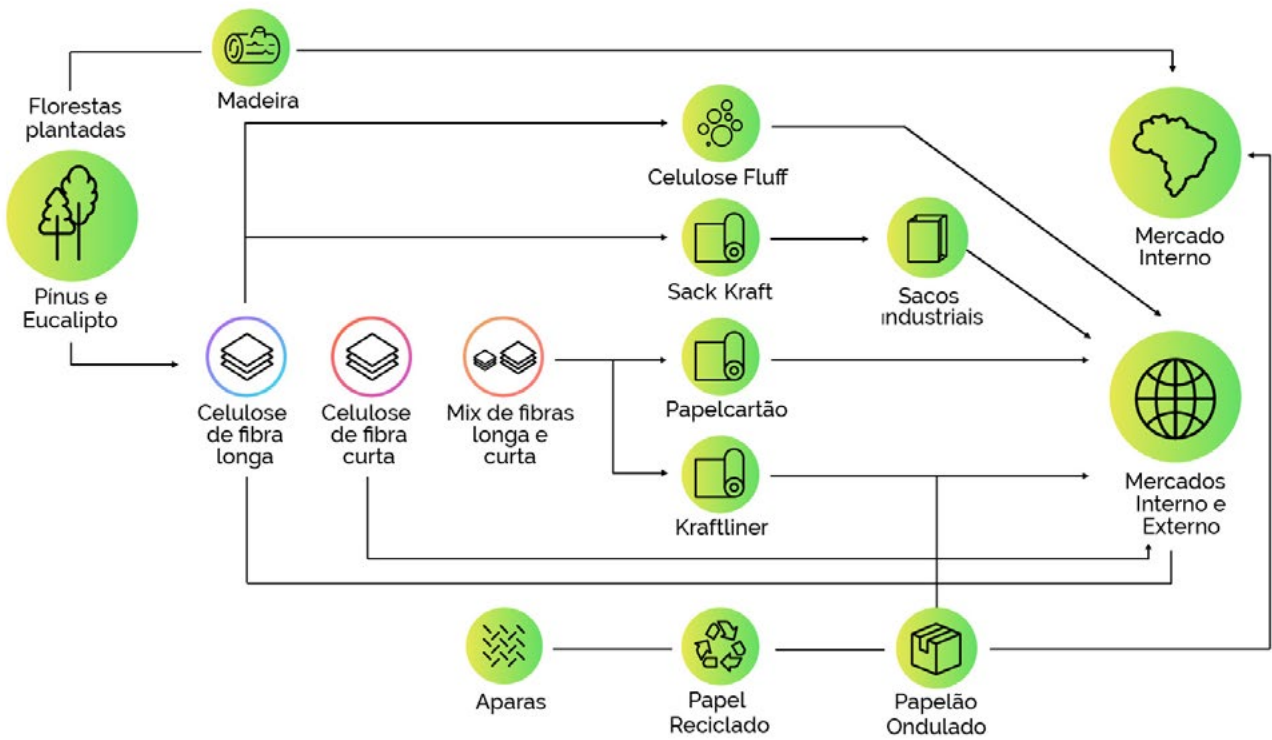 Florestas
plantadas
Madeira
Pínus e
Eucalipto
Celulose Fluff
Mercado
Interno
Sack Kraft
Sacos
industriais
Celulose
de fibra
longa
Celulose
de fibra
curta
Mix de fibras
longa e
curta
Papelcartão
Kraftliner
Mercados
Interno e
Externo
Aparas
Papel
Reciclado
Papelão
Ondulado